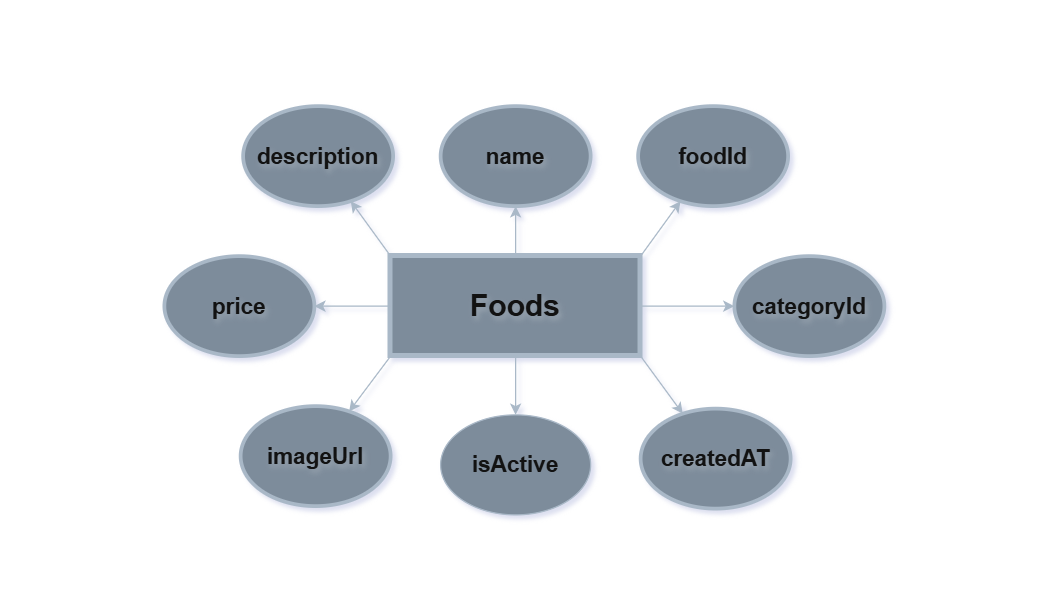 description
name
foodId
price
Foods
categoryId
imageUrl
isActive
createdAT